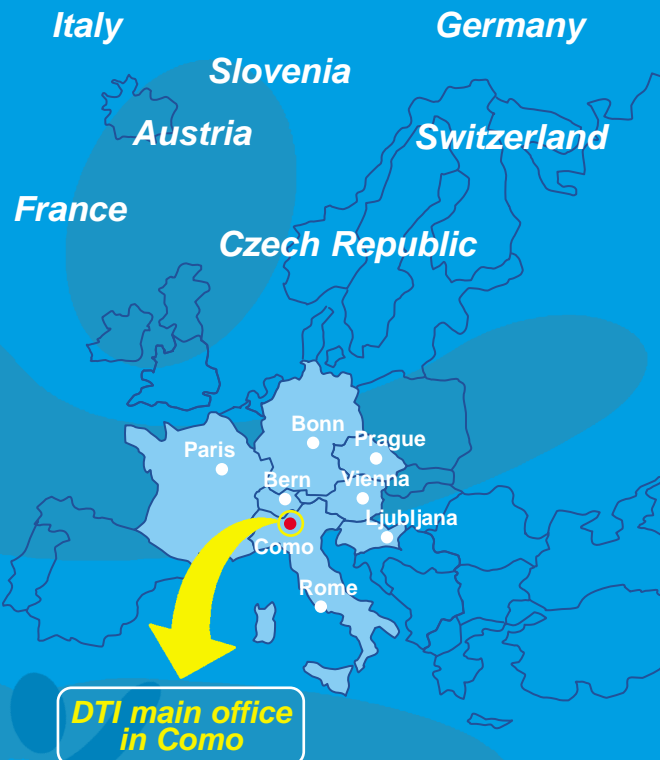 Italy
Germany
Slovenia
Austria
Switzerland
France
Czech Republic
Bonn
Prague
Paris
Bern
Vienna
Ljubljana
Como
Rome
DTI main office
in Como